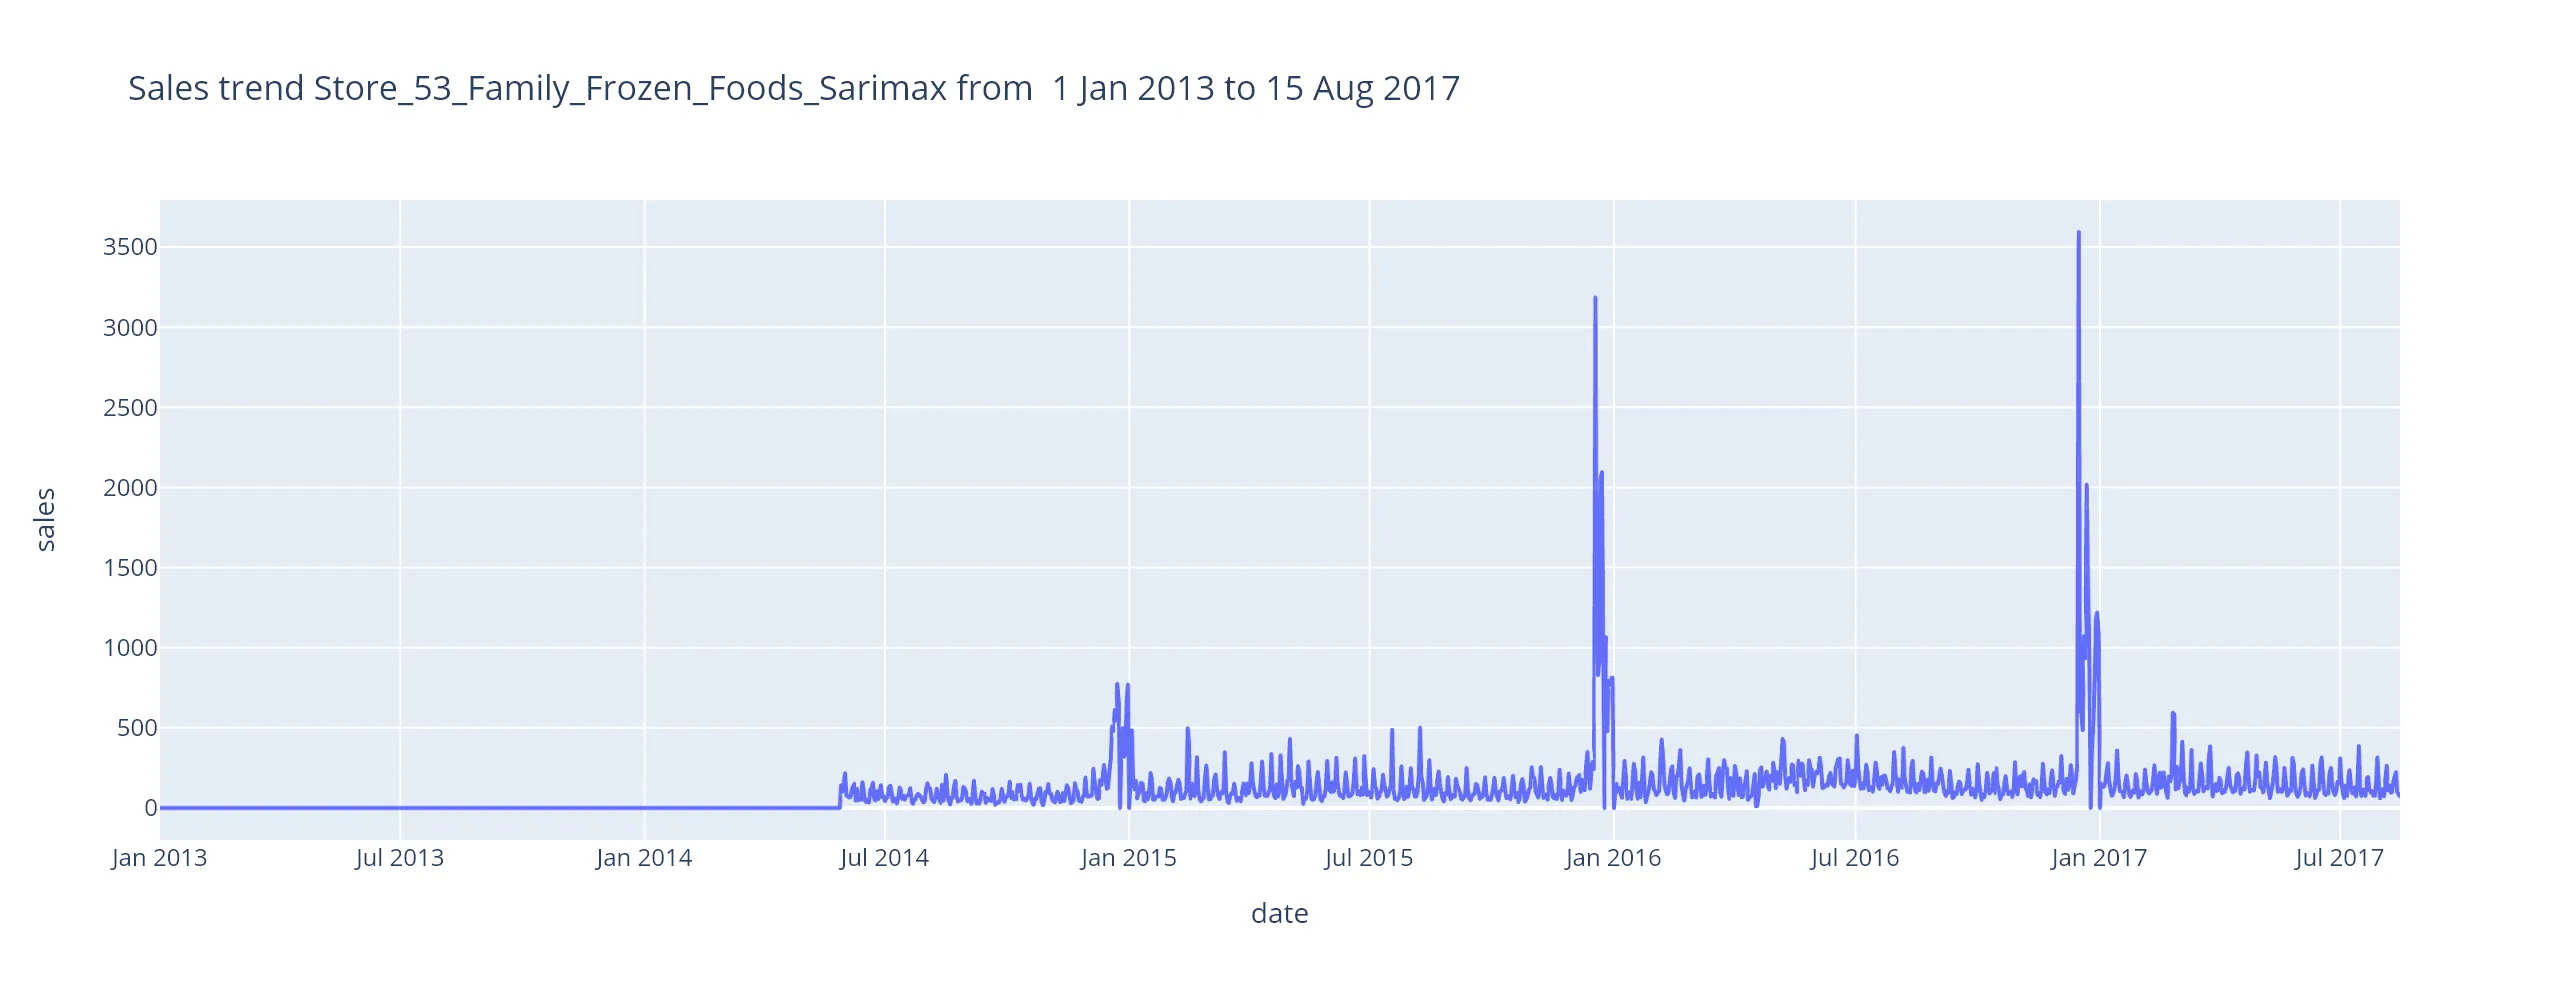 Sales trend Store_53_Family_Frozen_Foods_Sarimax from  1 Jan 2013 to 15 Aug 2017
3500
3000
2500
2000
1500
1000
500
0
sales
Jan 2013 Jul 2013 Jan 2014 Jul 2014 Jan 2015 Jul 2015 Jan 2016 Jul 2016 Jan 2017 Jul 2017
date